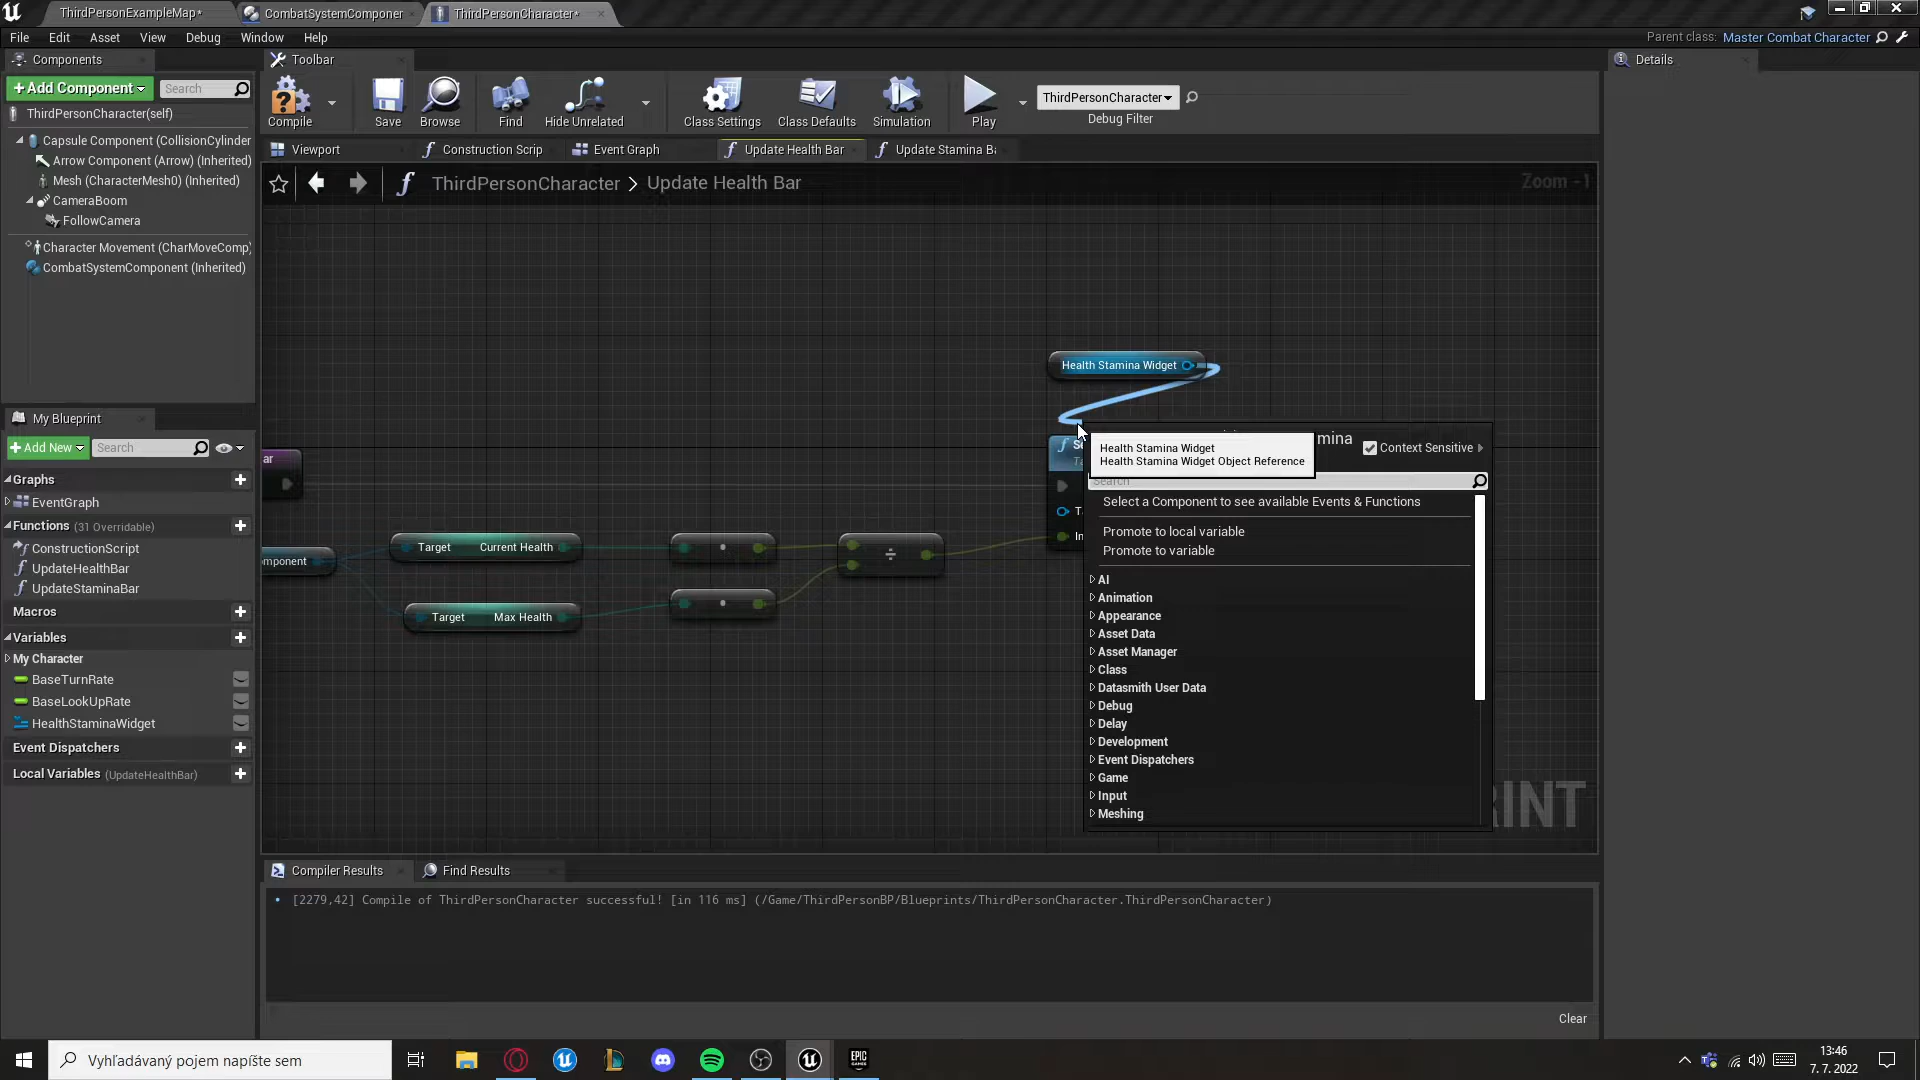 ThirdPersonExampleMap*
CombatSystemComponer
ThirdPersonCharacter*
File
Edit
Asset
View
Debug
Window
Help
Parent class: Master Combat Character
Components
Toolbar
Details
+Add Component
Search
ThirdPersonCharacter(self)
Capsule Component (CollisionCylinder
Arrow Component (Arrow) (Inherited)
Mesh (CharacterMesh0) (Inherited)
CameraBoom
FollowCamera
Character Movement (CharMoveComp)
CombatSystemComponent (Inherited)
Compile
Save
Browse
Find
Hide Unrelated
Class Settings
Class Defaults
Simulation
Play
ThirdPersonCharacter
Debug Filter
Viewport
Construction Scrip
Event Graph
Update Health Bar
Update Stamina Ba
ThirdPersonCharacter > Update Health Bar
Zoom -1
My Blueprint
+Add New
Search
Graphs
EventGraph
Functions (31 Overridable)
ConstructionScript
UpdateHealthBar
UpdateStaminaBar
Macros
Variables
My Character
BaseTurnRate
BaseLookUpRate
HealthStaminaWidget
Event Dispatchers
Local Variables (UpdateHealthBar)
ar
omponent
Target Current Health
Target Max Health
÷
Health Stamina Widget
Health Stamina Widget
Health Stamina Widget Object Reference
mina
Context Sensitive
Search
Select a Component to see available Events & Functions
Promote to local variable
Promote to variable
AI
Animation
Appearance
Asset Data
Asset Manager
Class
Datasmith User Data
Debug
Delay
Development
Event Dispatchers
Game
Input
Meshing
RINT
Compiler Results
Find Results
[2279,42] Compile of ThirdPersonCharacter successful! [in 116 ms] (/Game/ThirdPersonBP/Blueprints/ThirdPersonCharacter.ThirdPersonCharacter)
Clear
Vyhľadávaný pojem napíšte sem
EPIC GAMES
13:46
7. 7. 2022